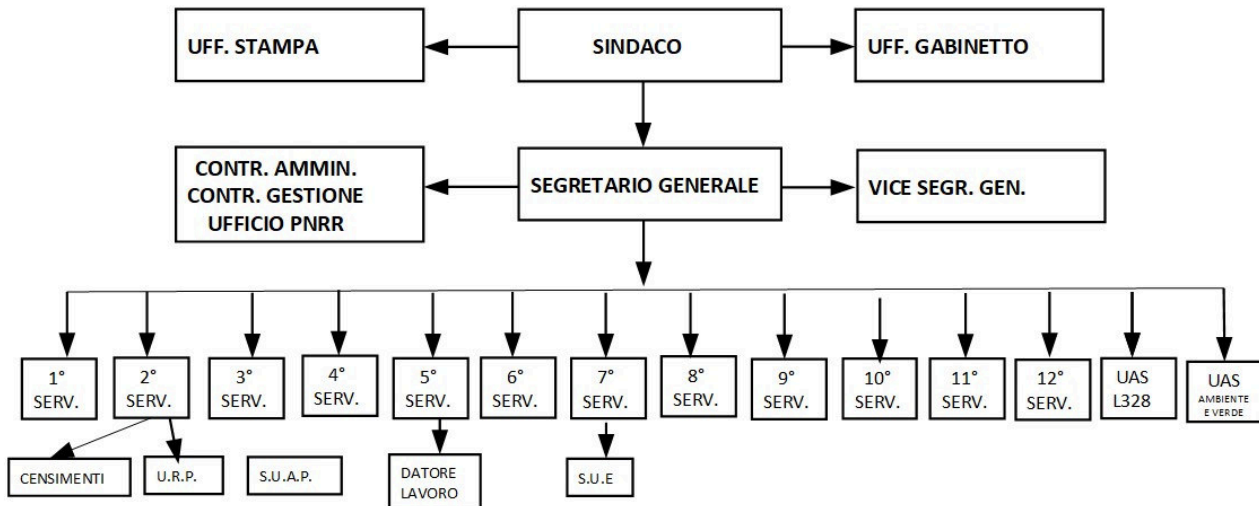 UFF. STAMPA
SINDACO
UFF. GABINETTO
CONTR. AMMIN.
CONTR. GESTIONE
UFFICIO PNRR
SEGRETARIO GENERALE
VICE SEGR. GEN.
1°
SERV.
2°
SERV.
3°
SERV.
4°
SERV.
5°
SERV.
6°
SERV.
7°
SERV.
8°
SERV.
9°
SERV.
10°
SERV.
11°
SERV.
12°
SERV.
UAS
L328
UAS
AMBIENTE
E VERDE
CENSIMENTI
U.R.P.
S.U.A.P.
DATORE
LAVORO
S.U.E